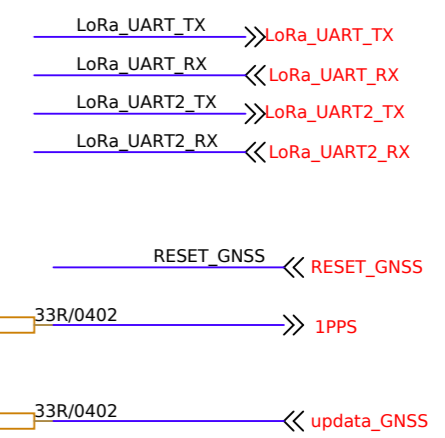 LoRa_UART_TX LoRa_UART_TX
LoRa_UART_RX LoRa_UART_RX
LoRa_UART2_TX LoRa_UART2_TX
LoRa_UART2_RX LoRa_UART2_RX
RESET_GNSS RESET_GNSS
33R/0402 1PPS
33R/0402 updata_GNSS